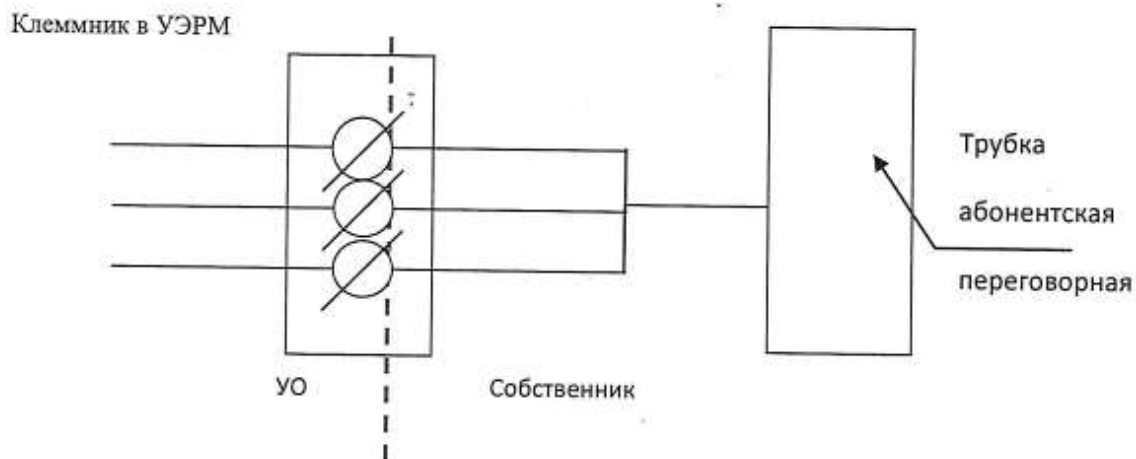 Клеммник в УЭРМ
Трубка
абонентская
переговорная
УО
Собственник